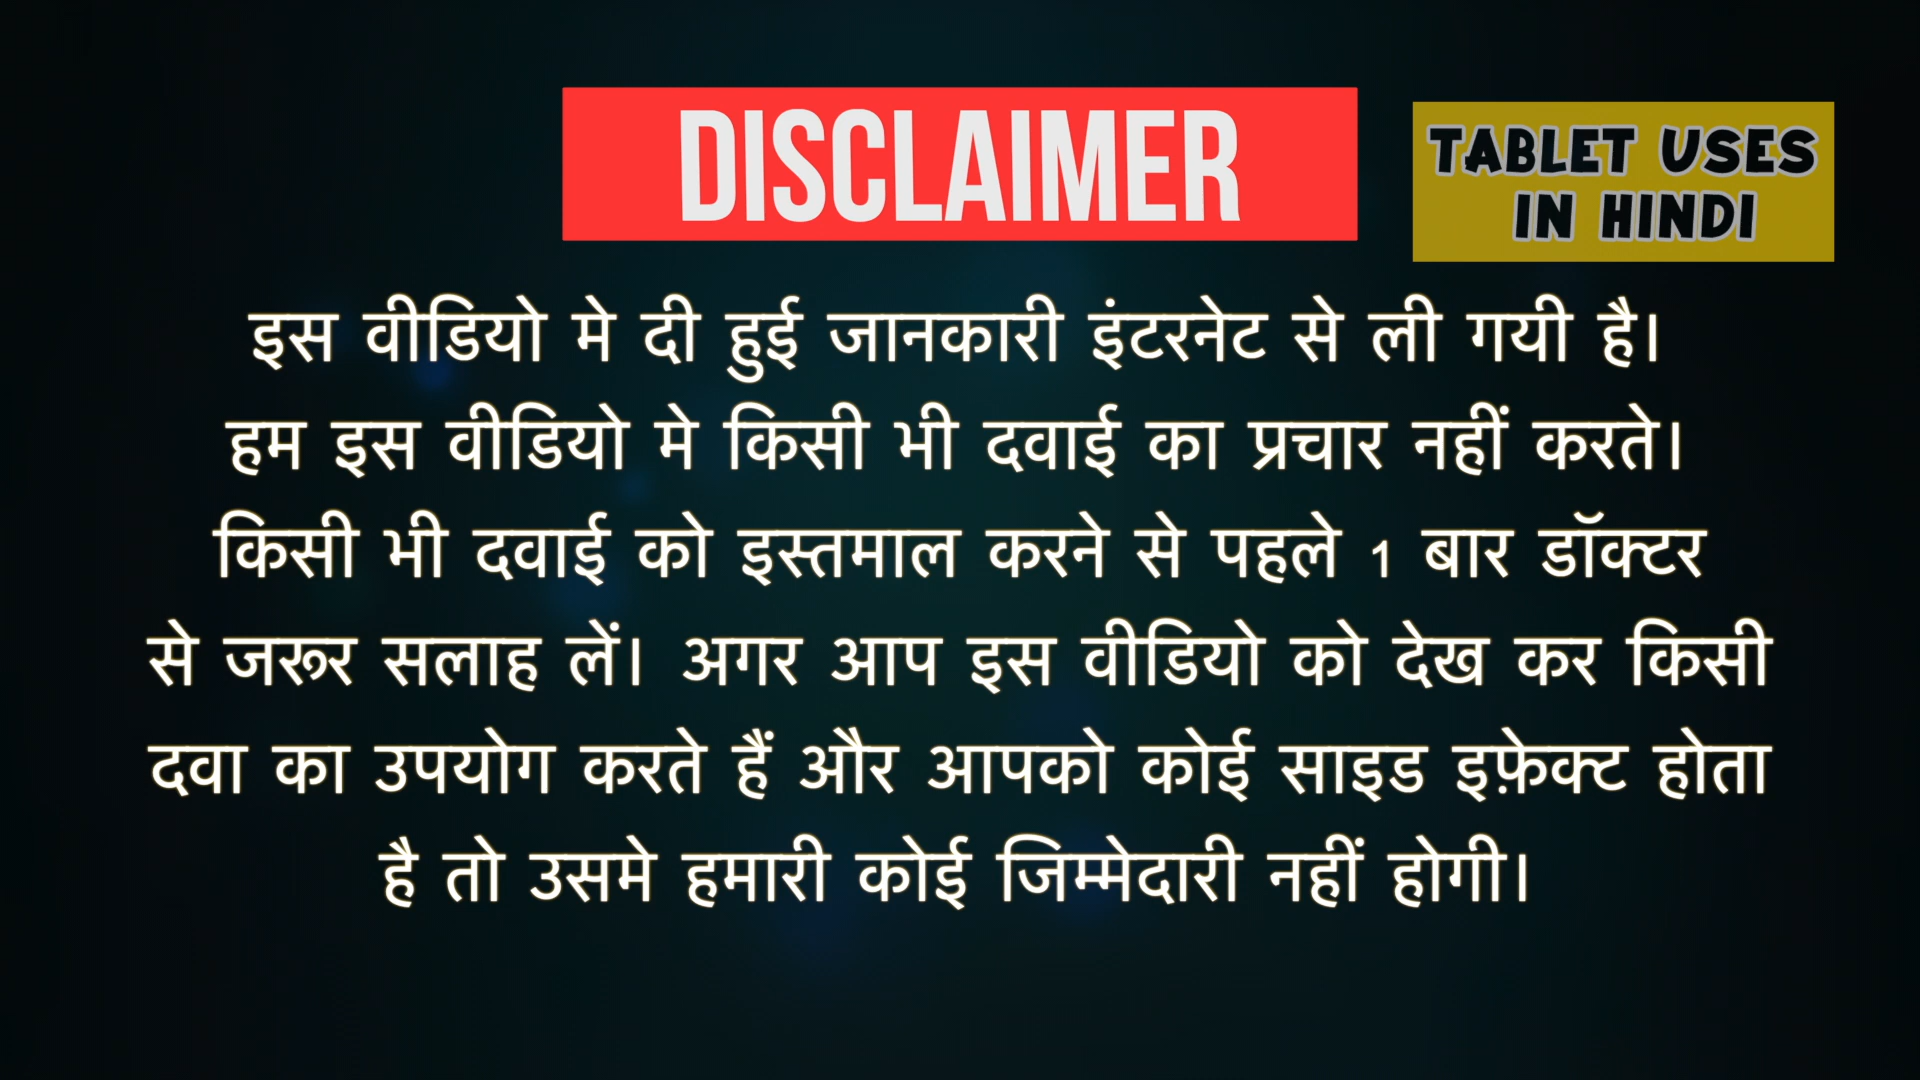 DISCLAIMER
TABLET USES
IN HINDI
इस वीडियो मे दी हुई जानकारी इंटरनेट से ली गयी है।
हम इस वीडियो मे किसी भी दवाई का प्रचार नहीं करते।
किसी भी दवाई को इस्तमाल करने से पहले 1 बार डॉक्टर
से जरूर सलाह लें। अगर आप इस वीडियो को देख कर किसी
दवा का उपयोग करते हैं और आपको कोई साइड इफ़ेक्ट होता
है तो उसमे हमारी कोई जिम्मेदारी नहीं होगी।